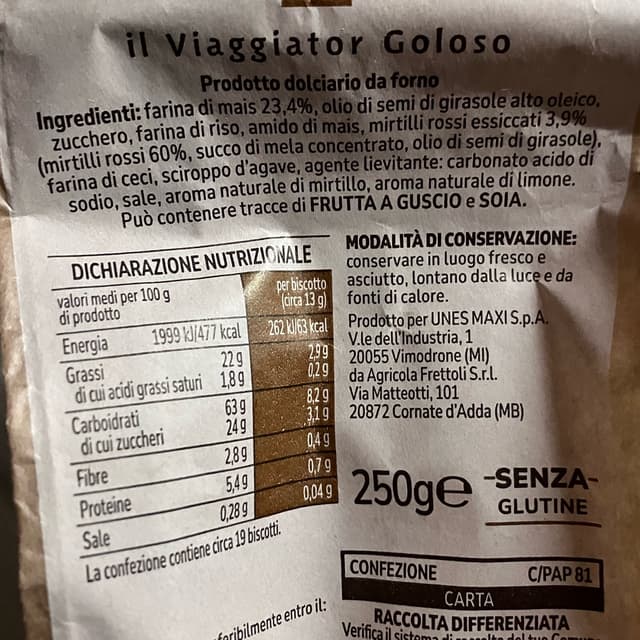 il Viaggiator Goloso
Prodotto dolciario da forno
Ingredienti: farina di mais 23,4%, olio di semi di girasole alto oleico,
zucchero, farina di riso, amido di mais, mirtilli rossi essiccati 3,9%
(mirtilli rossi 60%, succo di mela concentrato, olio di semi di girasole),
farina di ceci, sciroppo d'agave, agente lievitante: carbonato acido di
sodio, sale, aroma naturale di mirtillo, aroma naturale di limone.
Può contenere tracce di FRUTTA A GUSCIO e SOIA.
DICHIARAZIONE NUTRIZIONALE
valori medi per 100 g
di prodotto
per biscotto
(circa 13 g)
Energia 1999 kJ/477 kcal 262 kJ/63 kcal
Grassi 22 g 2,9 g
di cui acidi grassi saturi 1,8 g 0,2 g
Carboidrati 63 g 8,2 g
di cui zuccheri 24 g 3,1 g
Fibre 2,8 g 0,4 g
Proteine 5,4 g 0,7 g
Sale 0,28 g 0,04 g
La confezione contiene circa 19 biscotti.
MODALITÀ DI CONSERVAZIONE:
conservare in luogo fresco e
asciutto, lontano dalla luce e da
fonti di calore.
Prodotto per UNES MAXI S.p.A.
V.le dell'Industria, 1
20055 Vimodrone (MI)
da Agricola Frettoli S.r.l.
Via Matteotti, 101
20872 Cornate d'Adda (MB)
250g e
-SENZA-
GLUTINE
CONFEZIONE C/PAP 81
CARTA
RACCOLTA DIFFERENZIATA
Verifica il sistema di raccolta del tuo
entro il: